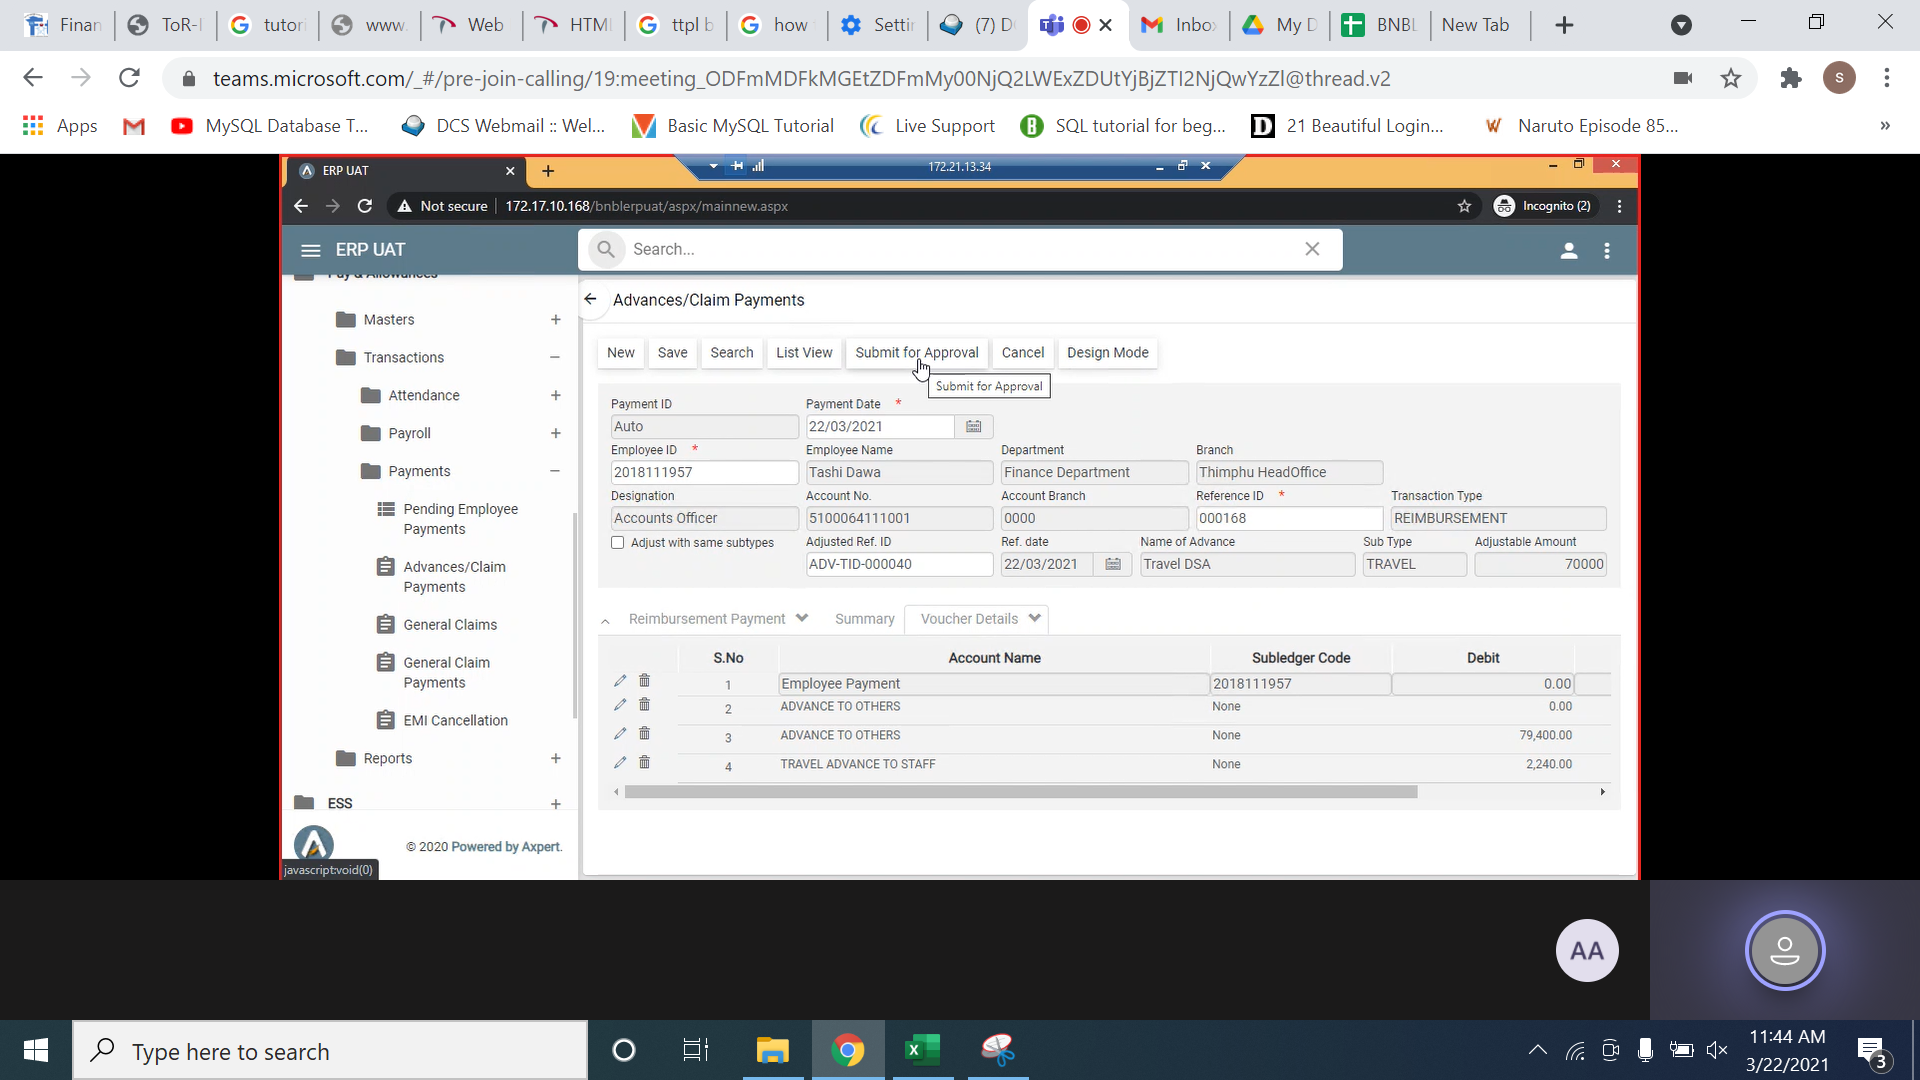 Finan
ToR-I
tutori
www.
Web
HTMI
ttpl b
how
Settin
(7) D
Inbo
My D
BNBL
New Tab
teams.microsoft.com/_#/pre-join-calling/19:meeting_ODFmMDFkMGEtZDFmMy00NjQ2LWExZDUtYjBjZTI2NjQwYzZl@thread.v2
S
Apps
MySQL Database T...
DCS Webmail :: Wel...
Basic MySQL Tutorial
Live Support
SQL tutorial for beg...
21 Beautiful Login...
Naruto Episode 85...
»
ERP UAT
172.21.13.34
Not secure
172.17.10.168/bnblerpuat/aspx/mainnew.aspx
Incognito (2)
ERP UAT
Search...
Pay & Allowances
Masters
Transactions
Attendance
Payroll
Payments
Pending Employee
Payments
Advances/Claim
Payments
General Claims
General Claim
Payments
EMI Cancellation
Reports
ESS
© 2020 Powered by Axpert.
javascript:void(0)
Advances/Claim Payments
New Save Search List View Submit for Approval Cancel Design Mode
Submit for Approval
Payment ID Payment Date *
Auto 22/03/2021
Employee ID * Employee Name Department Branch
2018111957 Tashi Dawa Finance Department Thimphu HeadOffice
Designation Account No. Account Branch Reference ID * Transaction Type
Accounts Officer 5100064111001 0000 000168 REIMBURSEMENT
Adjust with same subtypes Adjusted Ref. ID Ref. date Name of Advance Sub Type Adjustable Amount
ADV-TID-000040 22/03/2021 Travel DSA TRAVEL 70000
Reimbursement Payment Summary Voucher Details
S.No Account Name Subledger Code Debit
1 Employee Payment 2018111957 0.00
2 ADVANCE TO OTHERS None 0.00
3 ADVANCE TO OTHERS None 79,400.00
4 TRAVEL ADVANCE TO STAFF None 2,240.00
AA
Type here to search
11:44 AM
3/22/2021
3